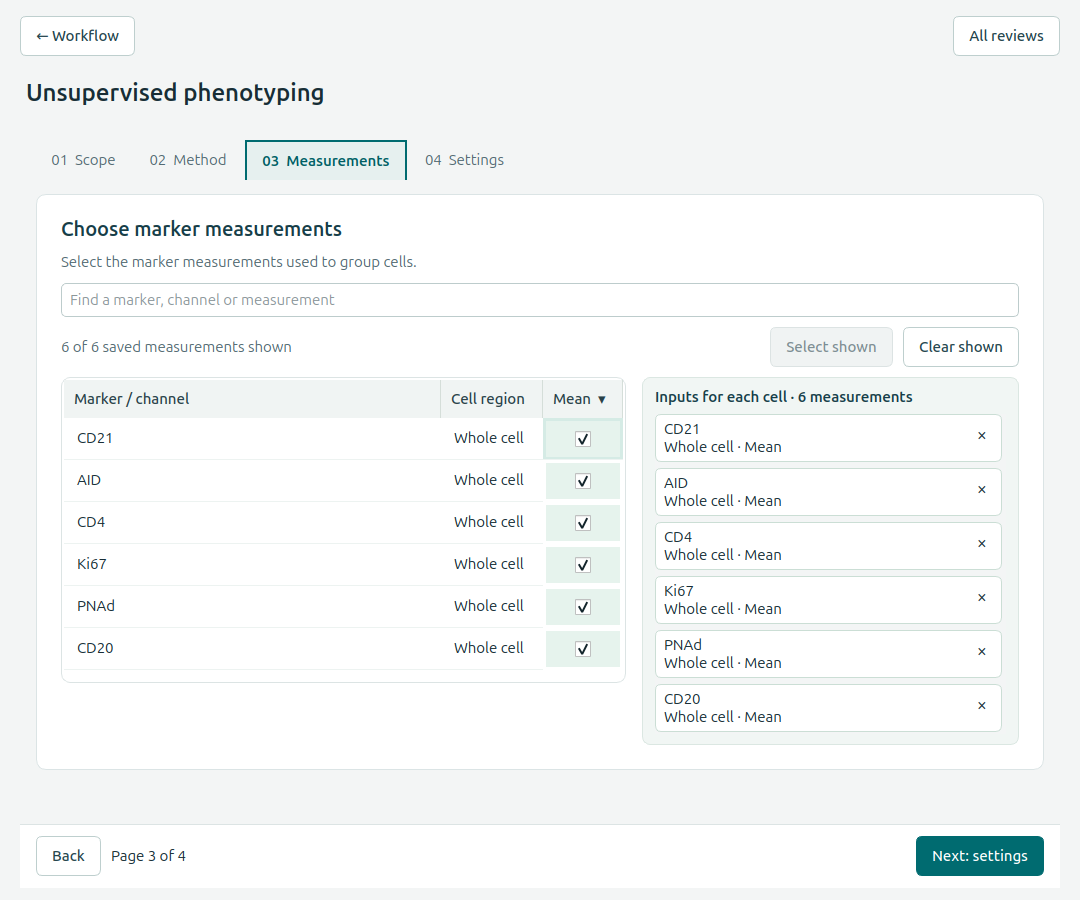 ← Workflow
All reviews
Unsupervised phenotyping
01 Scope
02 Method
03 Measurements
04 Settings
Choose marker measurements
Select the marker measurements used to group cells.
Find a marker, channel or measurement
6 of 6 saved measurements shown
Select shown
Clear shown
Marker / channel
Cell region
Mean ▼
CD21
Whole cell
AID
Whole cell
CD4
Whole cell
Ki67
Whole cell
PNAd
Whole cell
CD20
Whole cell
Inputs for each cell · 6 measurements
CD21
Whole cell · Mean
×
AID
Whole cell · Mean
×
CD4
Whole cell · Mean
×
Ki67
Whole cell · Mean
×
PNAd
Whole cell · Mean
×
CD20
Whole cell · Mean
×
Back
Page 3 of 4
Next: settings